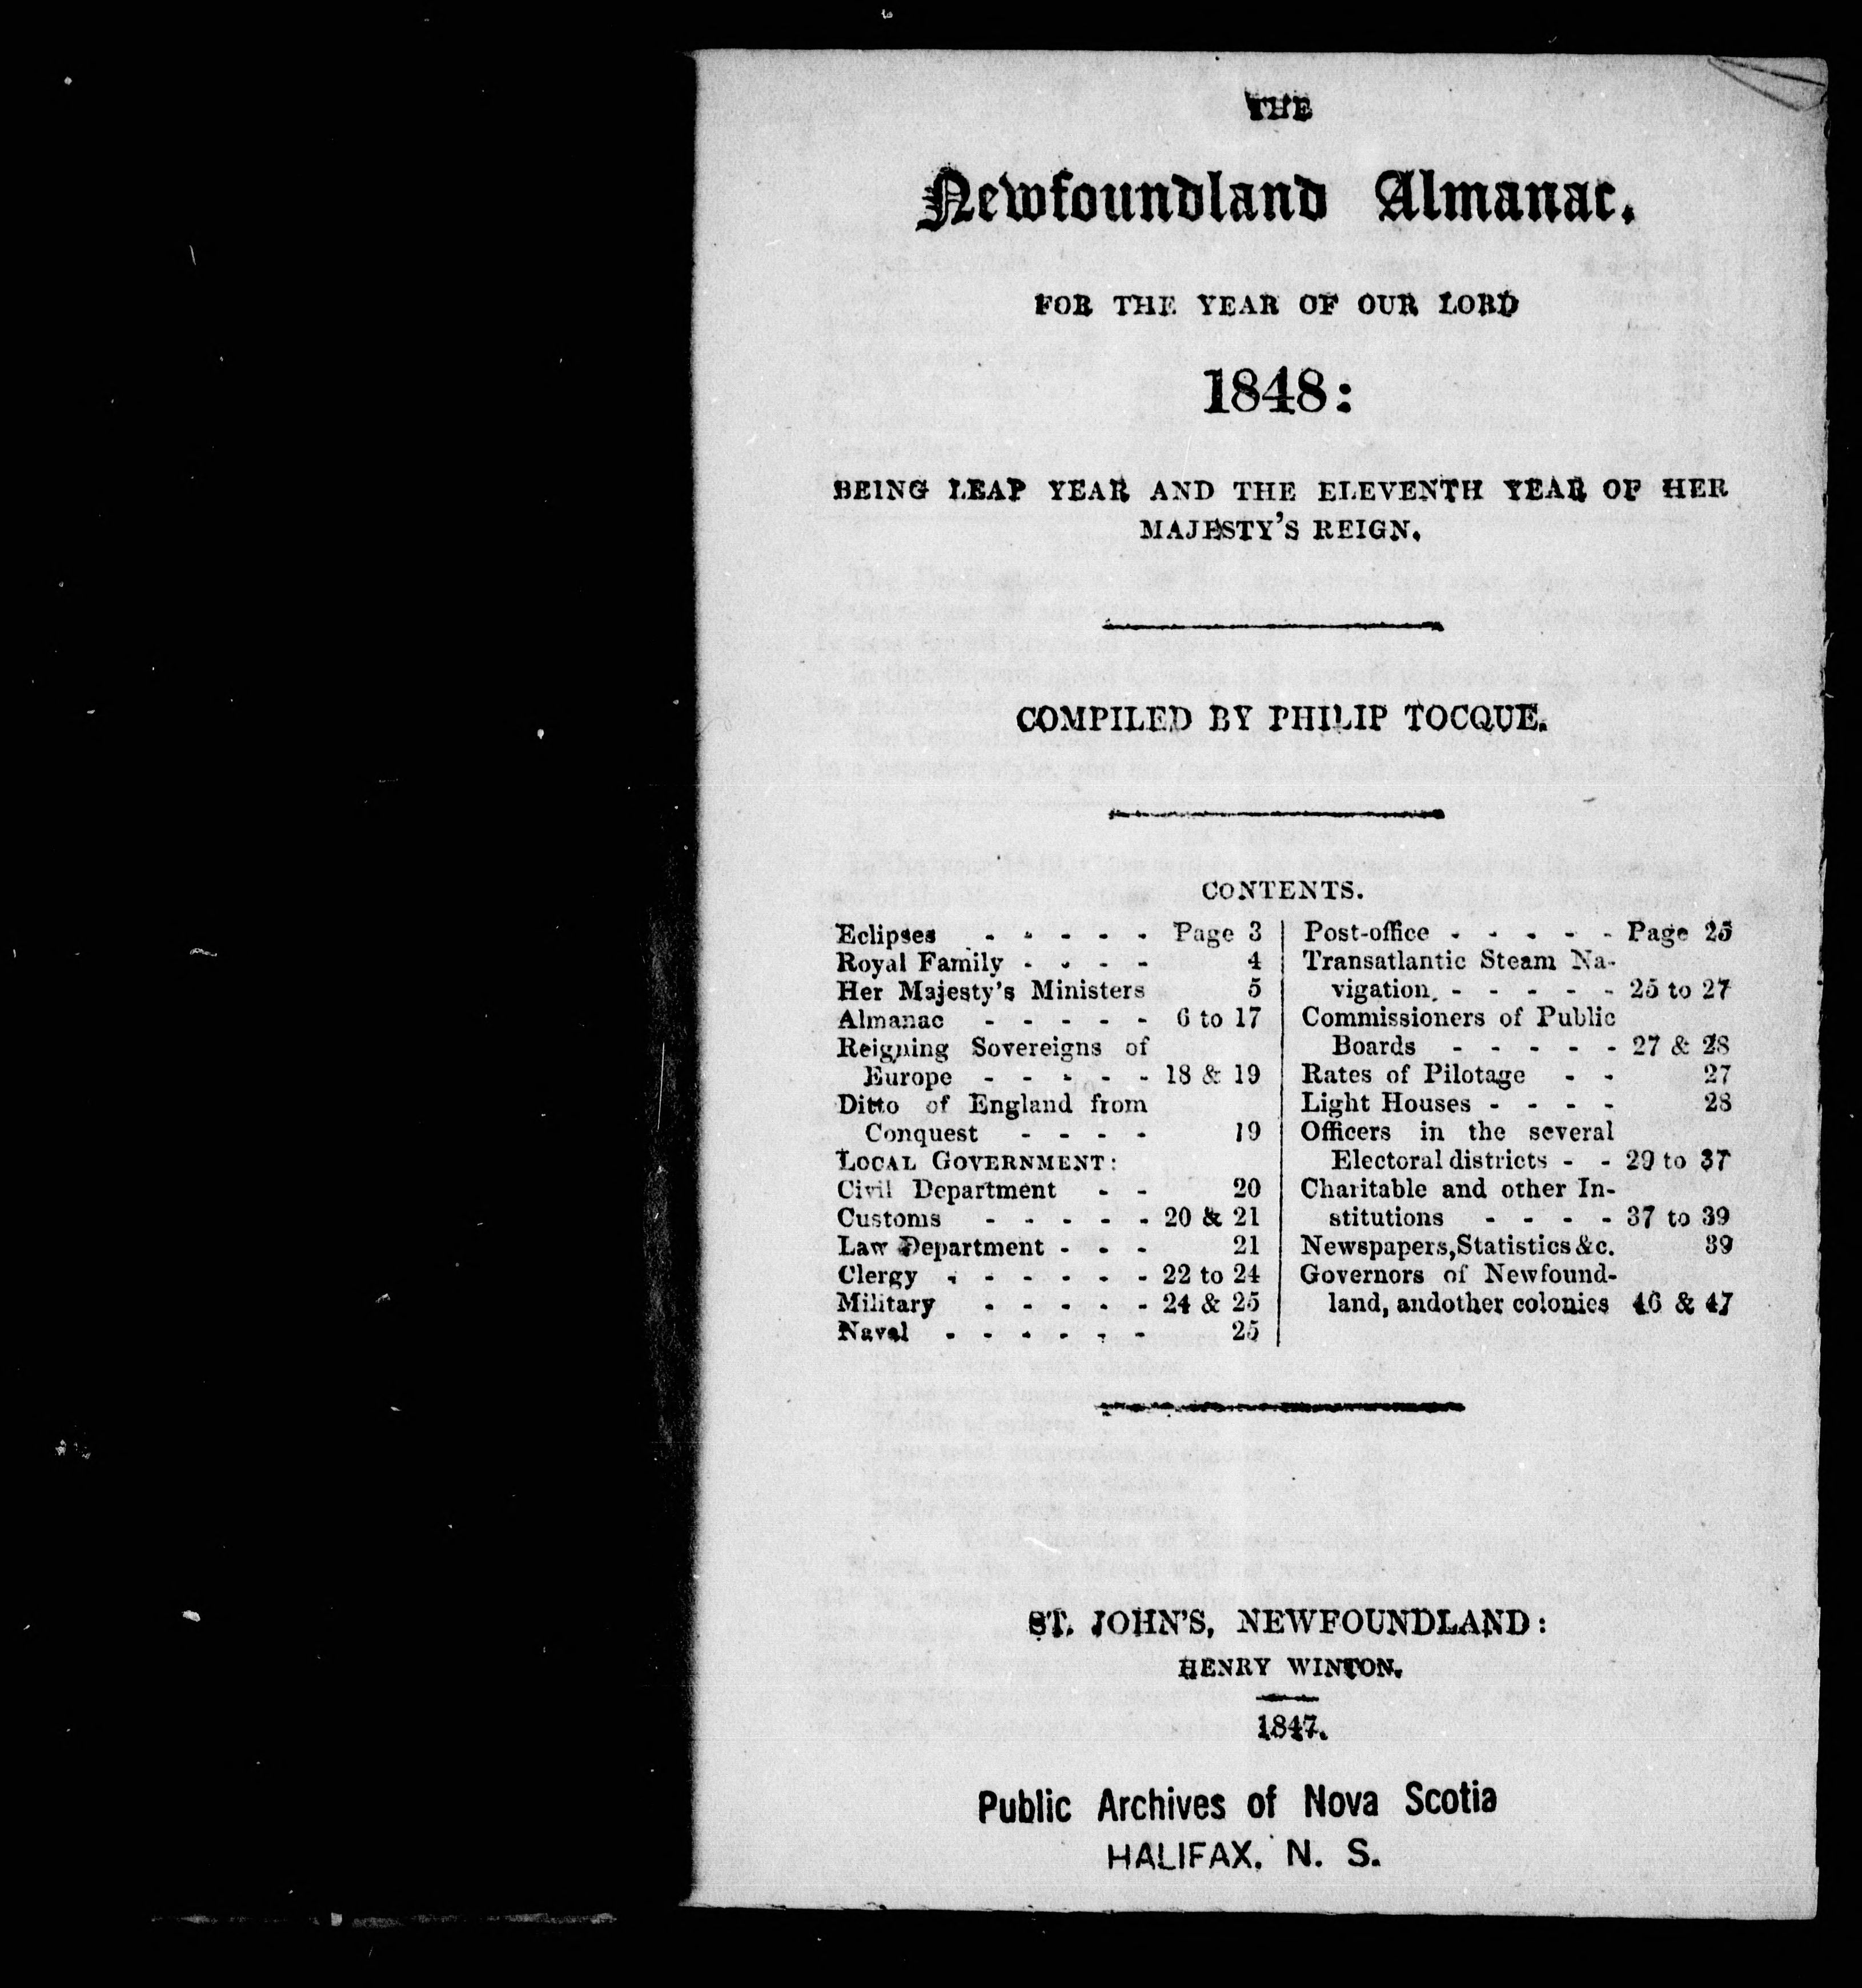 THE
Newfoundland Almanac.
FOR THE YEAR OF OUR LORD
1848:
BEING LEAP YEAR AND THE ELEVENTH YEAR OF HER
MAJESTY'S REIGN.
COMPILED BY PHILIP TOCQUE.
CONTENTS.
Eclipses - - - - - Page 3
Royal Family - - - - 4
Her Majesty's Ministers 5
Almanac - - - - - 6 to 17
Reigning Sovereigns of
Europe - - - - - 18 & 19
Ditto of England from
Conquest - - - - 19
LOCAL GOVERNMENT:
Civil Department - - 20
Customs - - - - - 20 & 21
Law Department - - - 21
Clergy - - - - - - 22 to 24
Military - - - - - 24 & 25
Naval - - - - - - 25
Post-office - - - - - Page 25
Transatlantic Steam Na-
vigation. - - - - - 25 to 27
Commissioners of Public
Boards - - - - - 27 & 28
Rates of Pilotage - - 27
Light Houses - - - - 28
Officers in the several
Electoral districts - - 29 to 37
Charitable and other In-
stitutions - - - - 37 to 39
Newspapers,Statistics &c. 39
Governors of Newfound-
land, andother colonies 46 & 47
ST. JOHN'S, NEWFOUNDLAND:
HENRY WINTON.
1847.
Public Archives of Nova Scotia
HALIFAX, N. S.